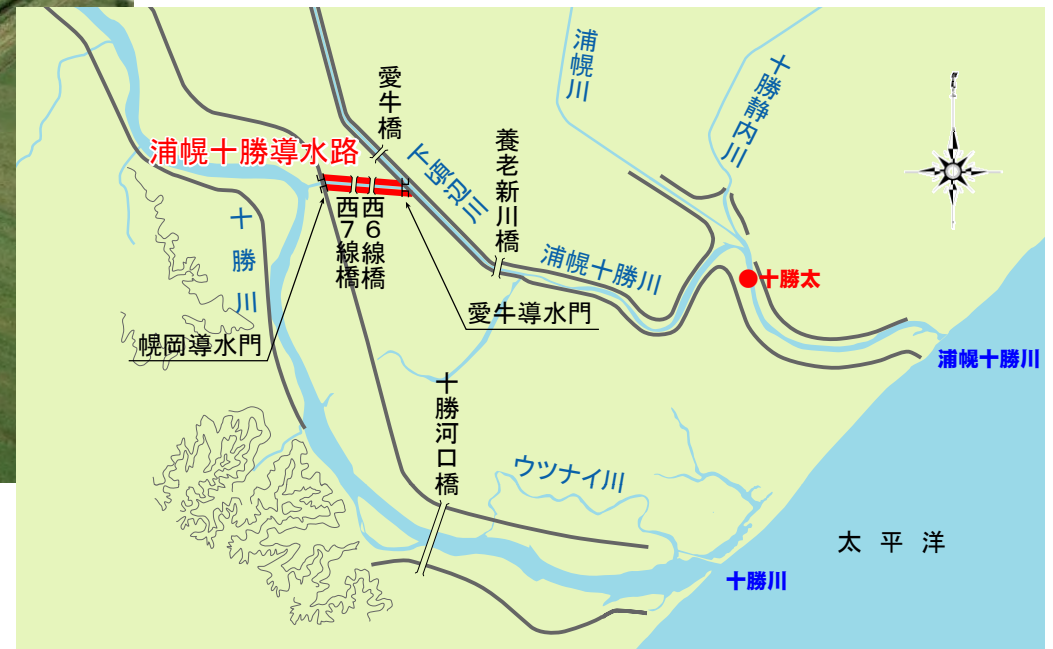 浦幌十勝導水路
愛牛橋
下頃辺川
養老新川橋
浦幌川
十勝静内川
十勝川
西7線橋
西6線橋
浦幌十勝川
十勝太
愛牛導水門
幌岡導水門
浦幌十勝川
十勝河口橋
ウツナイ川
太平洋
十勝川